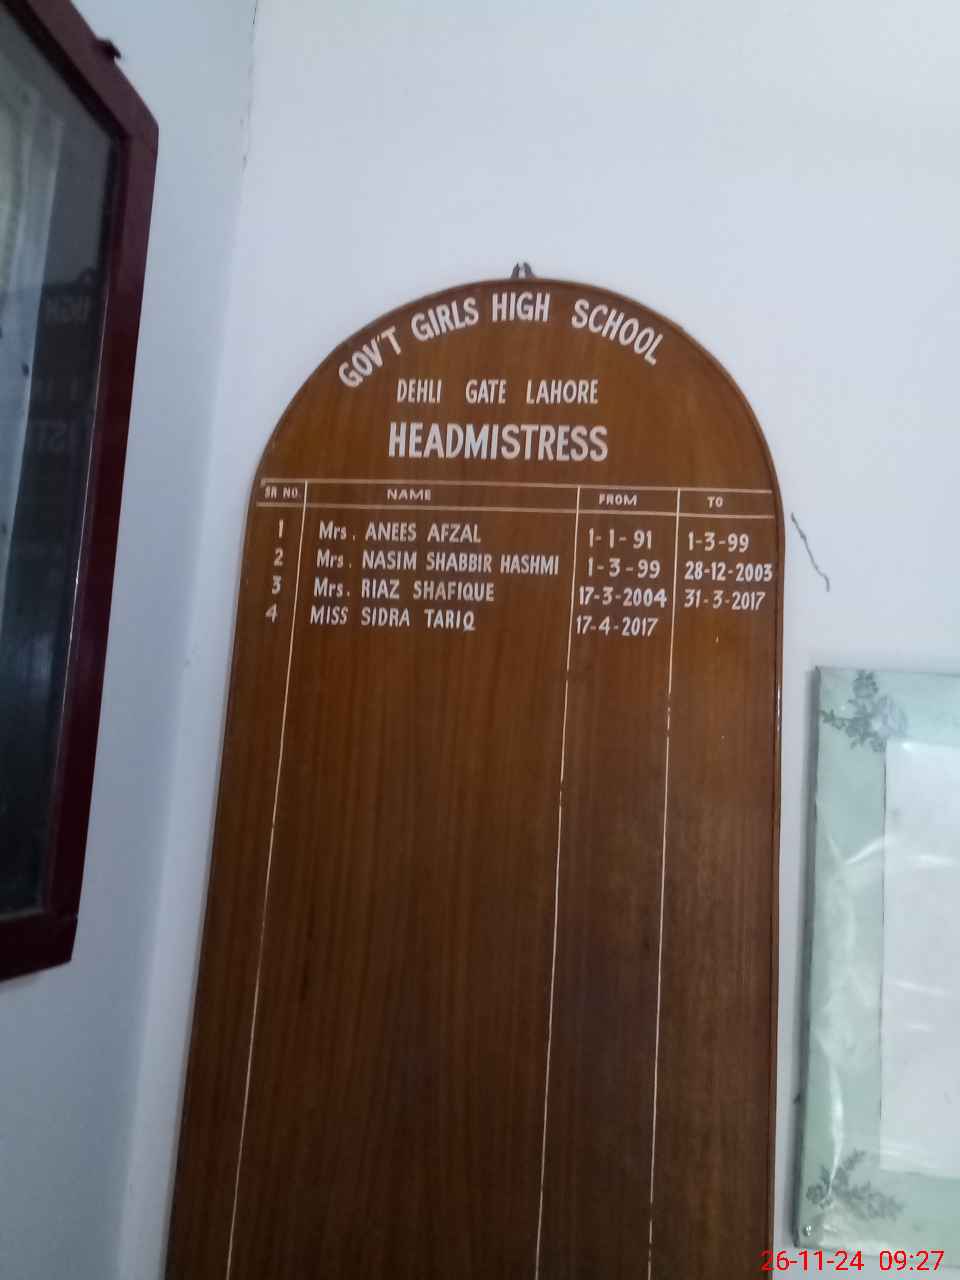 GOV'T GIRLS HIGH SCHOOL
DEHLI GATE LAHORE
HEADMISTRESS
SR NO. NAME FROM TO
1 Mrs. ANEES AFZAL 1-1-91 1-3-99
2 Mrs. NASIM SHABBIR HASHMI 1-3-99 28-12-2003
3 Mrs. RIAZ SHAFIQUE 17-3-2004 31-3-2017
4 MISS SIDRA TARIQ 17-4-2017
26-11-24 09:27